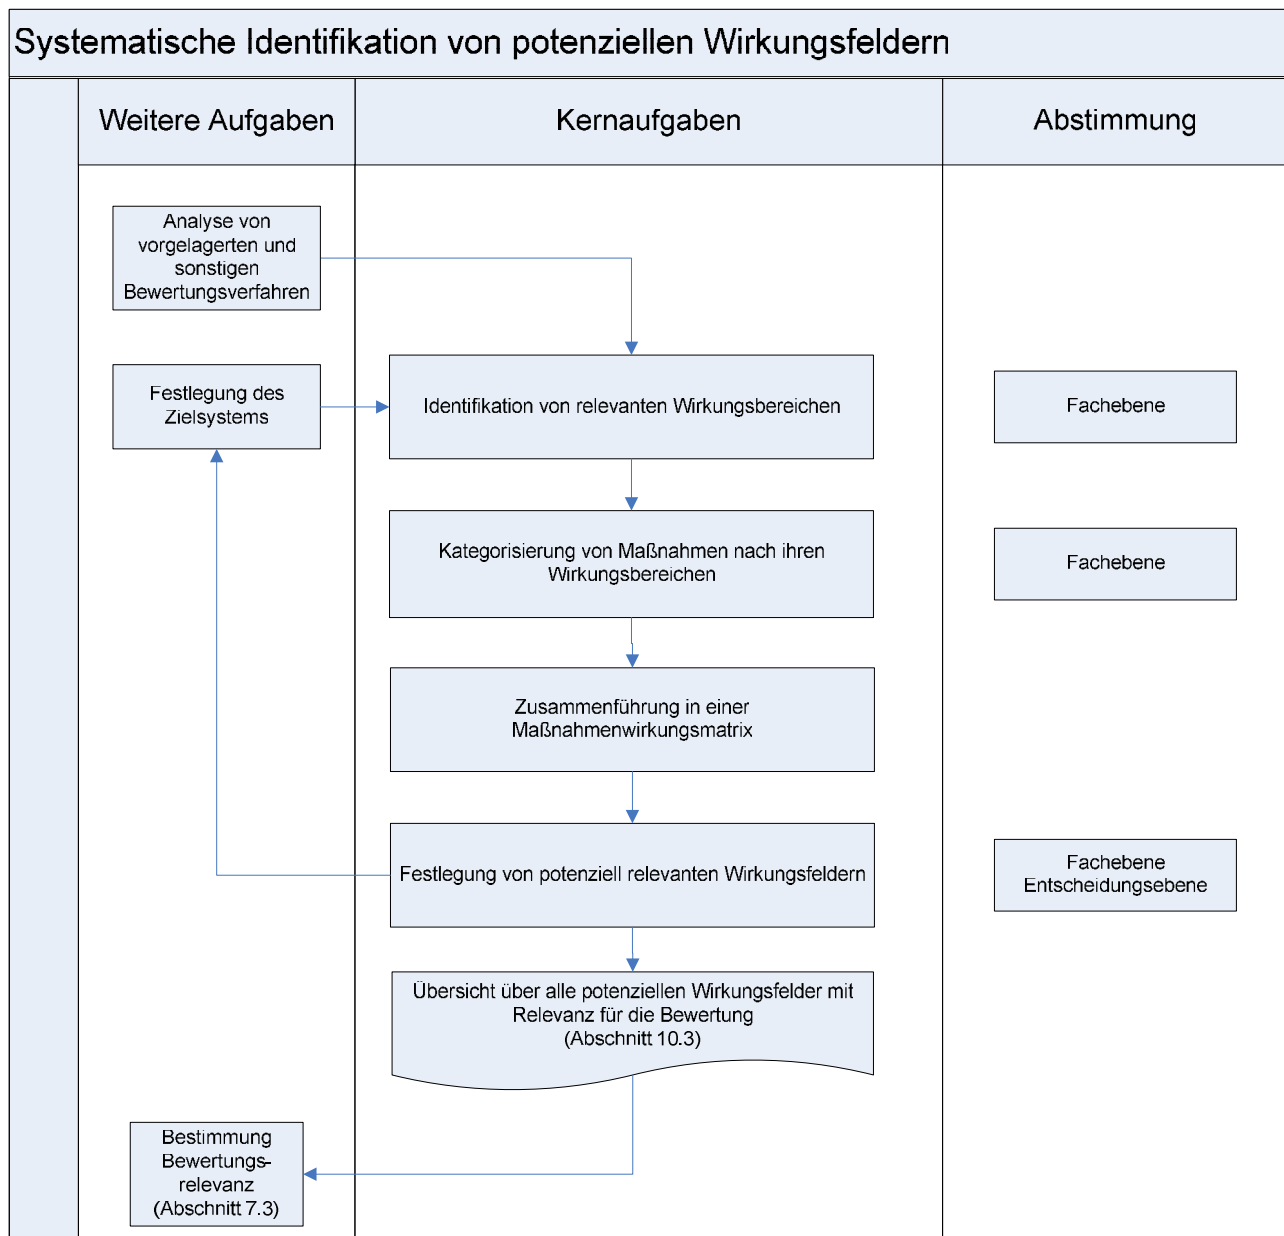 Systematische Identifikation von potenziellen Wirkungsfeldern
Weitere Aufgaben
Kernaufgaben
Abstimmung
Analyse von
vorgelagerten und
sonstigen
Bewertungsverfahren
Festlegung des
Zielsystems
Identifikation von relevanten Wirkungsbereichen
Fachebene
Kategorisierung von Maßnahmen nach ihren
Wirkungsbereichen
Fachebene
Zusammenführung in einer
Maßnahmenwirkungsmatrix
Festlegung von potenziell relevanten Wirkungsfeldern
Fachebene
Entscheidungsebene
Übersicht über alle potenziellen Wirkungsfelder mit
Relevanz für die Bewertung
(Abschnitt 10.3)
Bestimmung
Bewertungs-
relevanz
(Abschnitt 7.3)